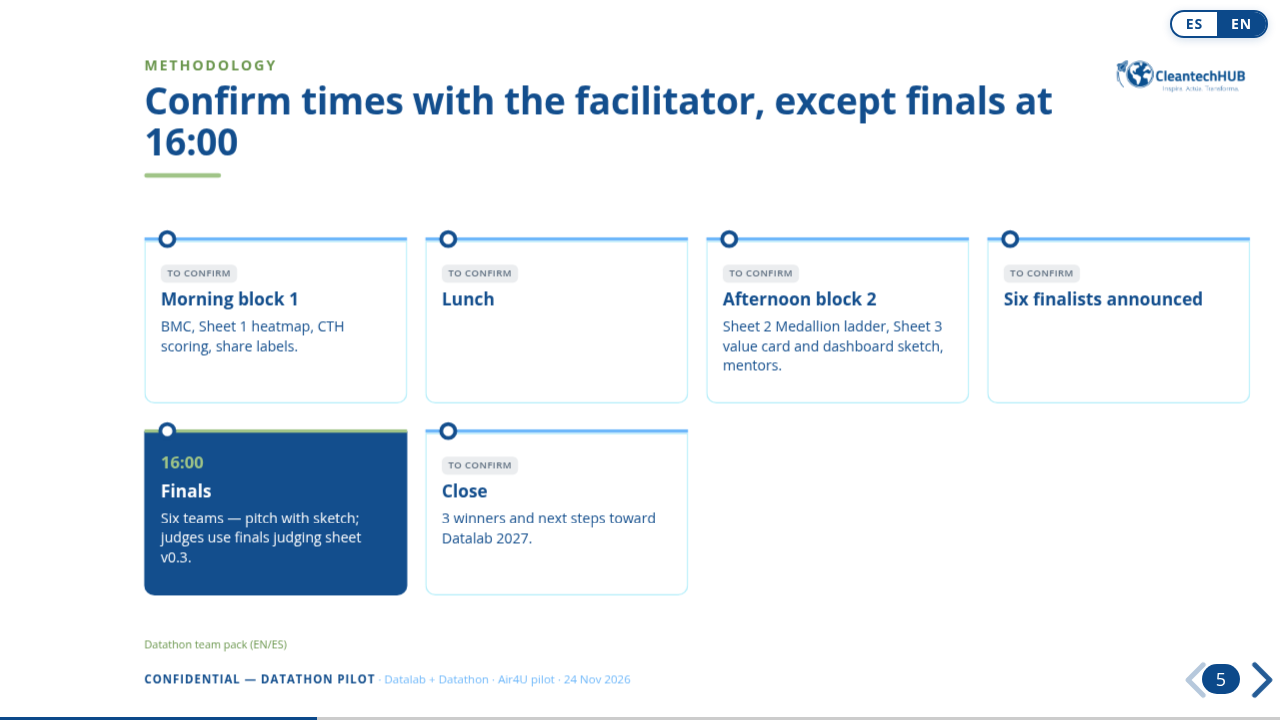 ES EN
METHODOLOGY
CleantechHUB
Inspira. Actúa. Transforma.
Confirm times with the facilitator, except finals at
16:00
TO CONFIRM
Morning block 1
BMC, Sheet 1 heatmap, CTH
scoring, share labels.
TO CONFIRM
Lunch
TO CONFIRM
Afternoon block 2
Sheet 2 Medallion ladder, Sheet 3
value card and dashboard sketch,
mentors.
TO CONFIRM
Six finalists announced
16:00
Finals
Six teams — pitch with sketch;
judges use finals judging sheet
v0.3.
TO CONFIRM
Close
3 winners and next steps toward
Datalab 2027.
Datathon team pack (EN/ES)
CONFIDENTIAL — DATATHON PILOT · Datalab + Datathon · Air4U pilot · 24 Nov 2026
5